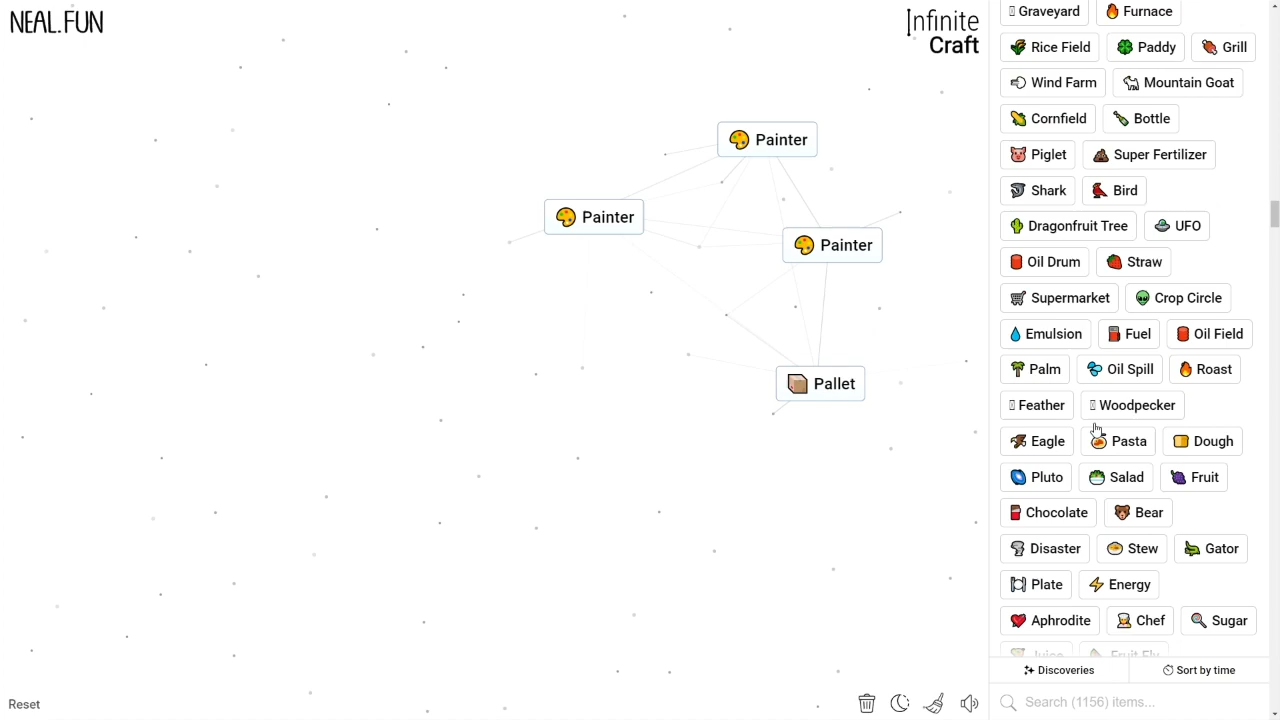 NEAL.FUN
Infinite
Craft
Painter
Painter
Painter
Pallet
Graveyard
Furnace
Rice Field
Paddy
Grill
Wind Farm
Mountain Goat
Cornfield
Bottle
Piglet
Super Fertilizer
Shark
Bird
Dragonfruit Tree
UFO
Oil Drum
Straw
Supermarket
Crop Circle
Emulsion
Fuel
Oil Field
Palm
Oil Spill
Roast
Feather
Woodpecker
Eagle
Pasta
Dough
Pluto
Salad
Fruit
Chocolate
Bear
Disaster
Stew
Gator
Plate
Energy
Aphrodite
Chef
Sugar
Juice
Fruit Fly
Discoveries
Sort by time
Search (1156) items...
Reset